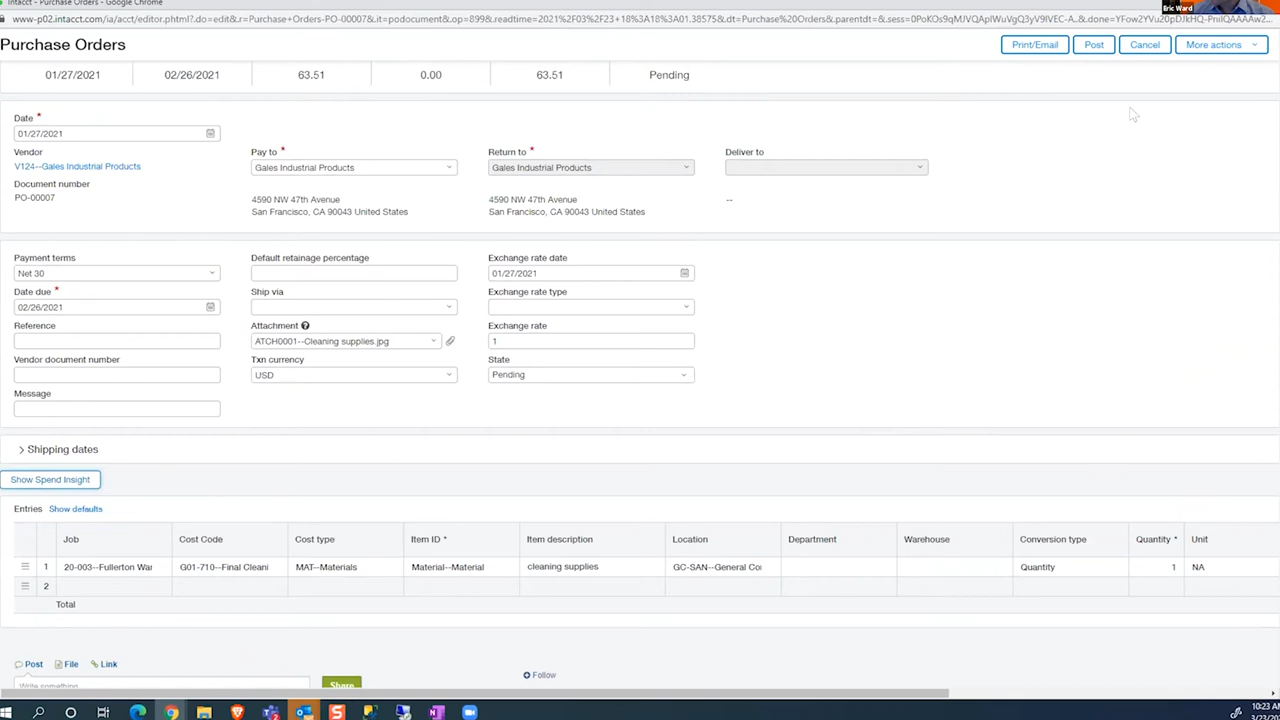 Intacct - Purchase Orders - Google Chrome
Eric Ward
Purchase Orders
Print/Email Post Cancel More actions
01/27/2021 02/26/2021 63.51 0.00 63.51 Pending
Date *
01/27/2021
Vendor Pay to * Return to * Deliver to
V124--Gales Industrial Products Gales Industrial Products Gales Industrial Products
Document number
PO-00007 4590 NW 47th Avenue 4590 NW 47th Avenue --
San Francisco, CA 90043 United States San Francisco, CA 90043 United States
Payment terms Default retainage percentage Exchange rate date
Net 30 01/27/2021
Date due * Ship via Exchange rate type
02/26/2021
Reference Attachment Exchange rate
ATCH0001--Cleaning supplies.jpg 1
Vendor document number Txn currency State
USD Pending
Message
Shipping dates
Show Spend Insight
Entries Show defaults
Job Cost Code Cost type Item ID * Item description Location Department Warehouse Conversion type Quantity * Unit
1 20-003--Fullerton War G01-710--Final Cleani MAT--Materials Material--Material cleaning supplies GC-SAN--General Co Quantity 1 NA
2
Total
Post File Link
Follow
Write something...
Share
10:23 AM